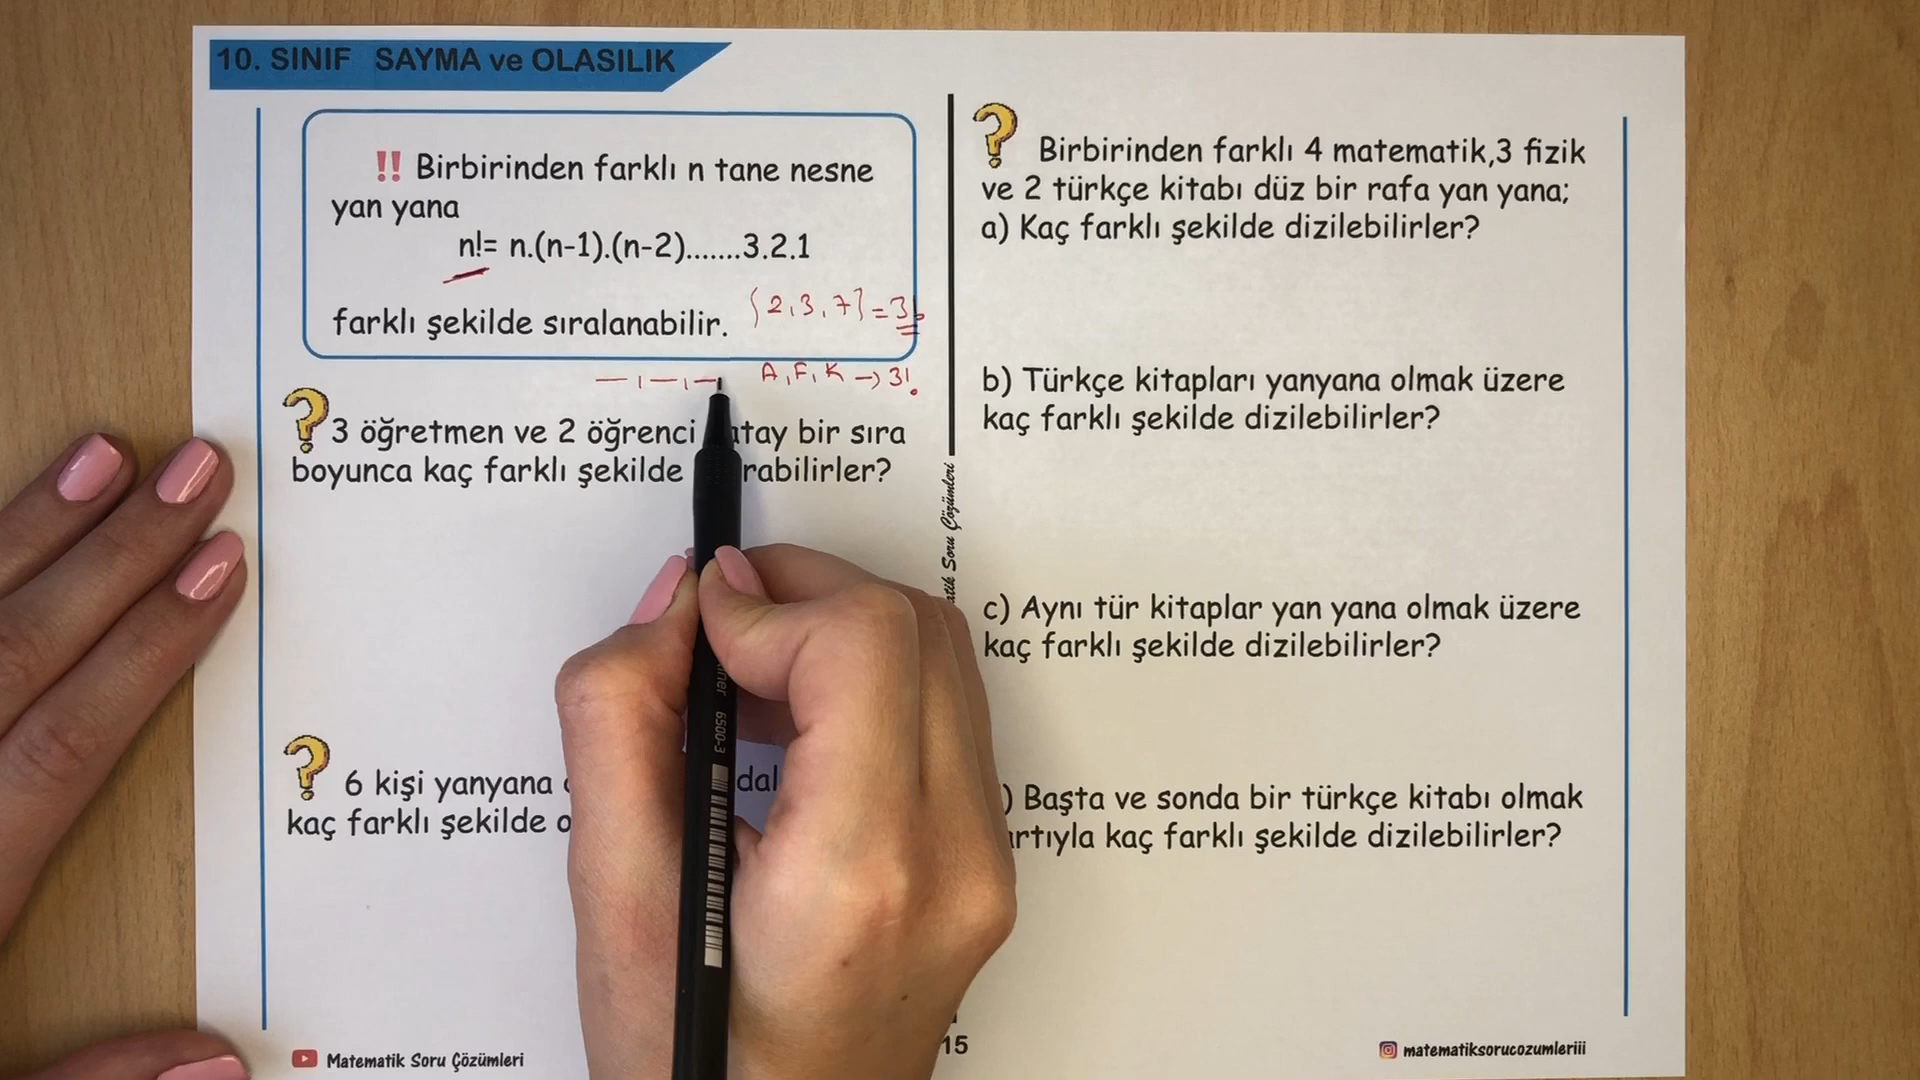 10. SINIF SAYMA ve OLASILIK
!! Birbirinden farklı n tane nesne
yan yana
n!= n.(n-1).(n-2).......3.2.1
farklı şekilde sıralanabilir.
{2,3,7} = 3!
A, F, K → 3!
3 öğretmen ve 2 öğrenci bir sıra
boyunca kaç farklı şekilde
6 kişi yanyana
kaç farklı şekilde
Matematik Soru Çözümleri
? Birbirinden farklı 4 matematik,3 fizik
ve 2 türkçe kitabı düz bir rafa yan yana;
a) Kaç farklı şekilde dizilebilirler?
b) Türkçe kitapları yanyana olmak üzere
kaç farklı şekilde dizilebilirler?
c) Aynı tür kitaplar yan yana olmak üzere
kaç farklı şekilde dizilebilirler?
) Başta ve sonda bir türkçe kitabı olmak
kaç farklı şekilde dizilebilirler?
Soru Çözümleri
15
matematiksorucozumleriii
6500-3